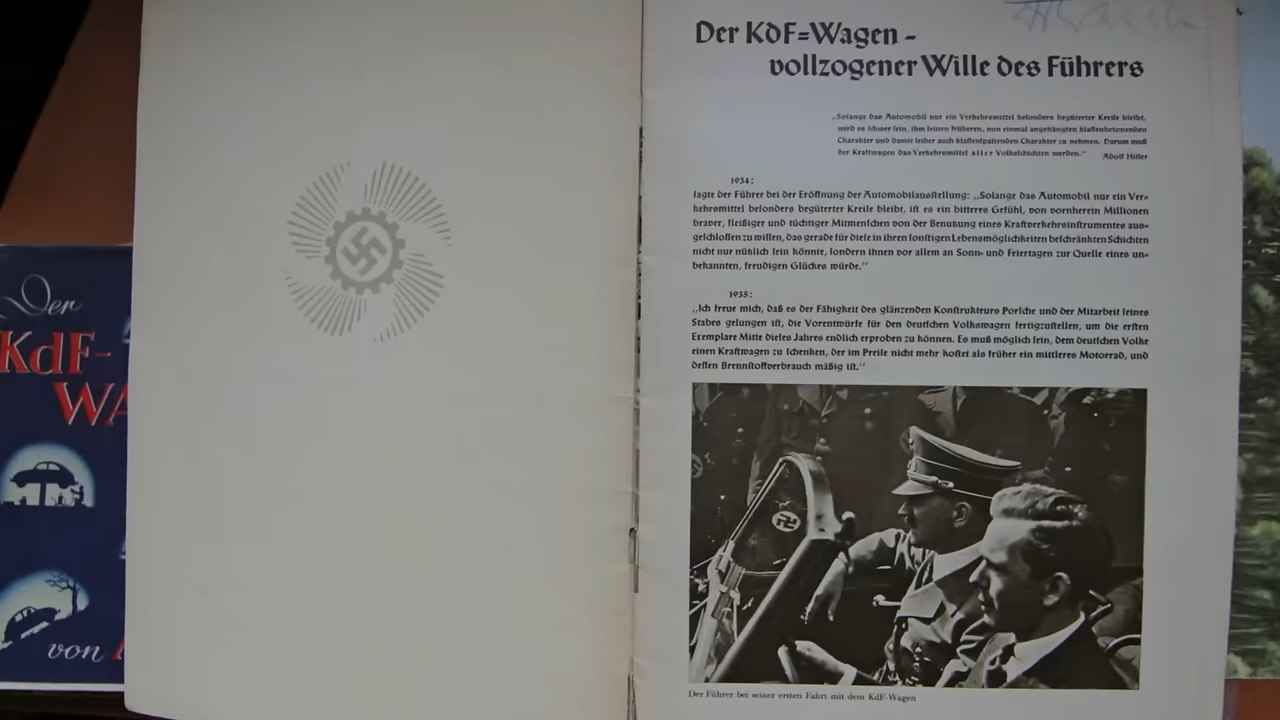 Der
KdF-
WA
von
Der KdF=Wagen -
vollzogener Wille des Führers
„Solange das Automobil nur ein Verkehrsmittel besonders begüterter Kreise bleibt,
wird es schwer sein, ihm seinen früheren, nun einmal angehängten klassenbetonenden
Charakter und damit leider auch klassenspaltenden Charakter zu nehmen. Darum muß
der Kraftwagen das Verkehrsmittel aller Volksschichten werden.“ Adolf Hitler
1934:
sagte der Führer bei der Eröffnung der Automobilausstellung: „Solange das Automobil nur ein Ver=
kehrsmittel besonders begüterter Kreise bleibt, ist es ein bitteres Gefühl, von vornherein Millionen
braver, fleißiger und tüchtiger Mitmenschen von der Benutzung eines Kraftverkehrsinstrumentes aus=
geschlossen zu wissen, das gerade für diese in ihren sonstigen Lebensmöglichkeiten beschränkten Schichten
nicht nur nützlich sein könnte, sondern ihnen vor allem an Sonn= und Feiertagen zur Quelle eines un=
bekannten, freudigen Glückes würde.“
1935:
„Ich freue mich, daß es der Fähigkeit des glänzenden Konstrukteurs Porsche und der Mitarbeit seines
Stabes gelungen ist, die Vorentwürfe für den deutschen Volkswagen fertigzustellen, um die ersten
Exemplare Mitte dieses Jahres endlich erproben zu können. Es muß möglich sein, dem deutschen Volke
einen Kraftwagen zu schenken, der im Preise nicht mehr kostet als früher ein mittleres Motorrad, und
dessen Brennstoffverbrauch mäßig ist.“
Der Führer bei seiner ersten Fahrt mit dem KdF-Wagen